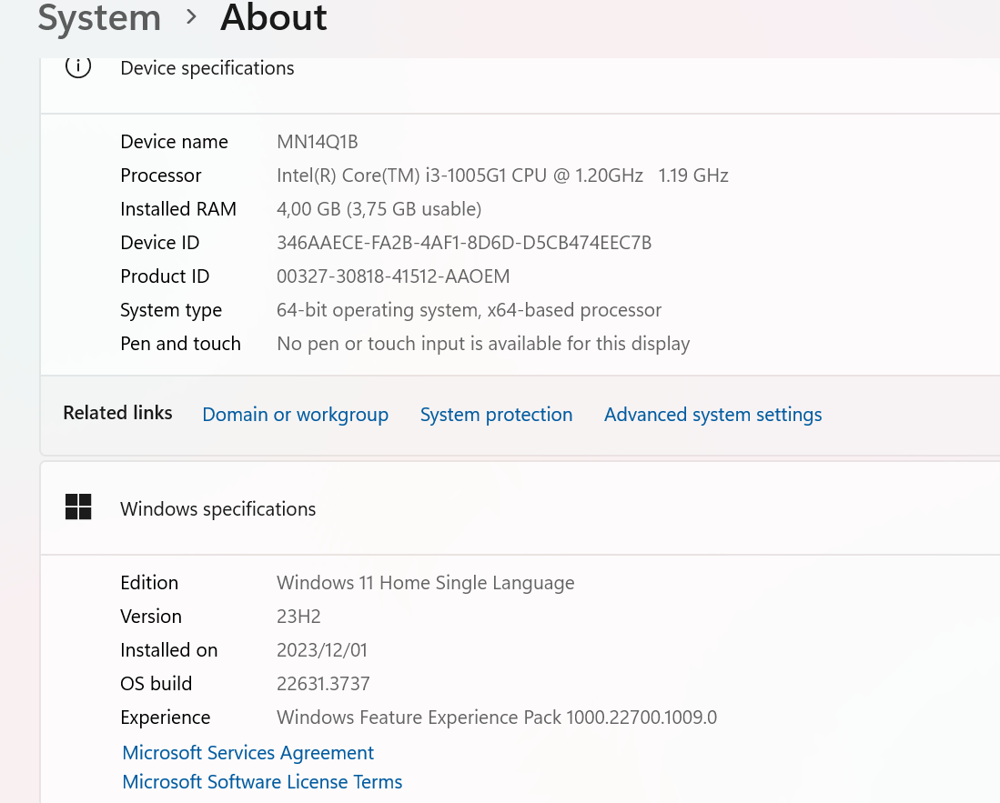 System > About
Device specifications
Device name MN14Q1B
Processor Intel(R) Core(TM) i3-1005G1 CPU @ 1.20GHz 1.19 GHz
Installed RAM 4,00 GB (3,75 GB usable)
Device ID 346AAECE-FA2B-4AF1-8D6D-D5CB474EEC7B
Product ID 00327-30818-41512-AAOEM
System type 64-bit operating system, x64-based processor
Pen and touch No pen or touch input is available for this display
Related links Domain or workgroup System protection Advanced system settings
Windows specifications
Edition Windows 11 Home Single Language
Version 23H2
Installed on 2023/12/01
OS build 22631.3737
Experience Windows Feature Experience Pack 1000.22700.1009.0
Microsoft Services Agreement
Microsoft Software License Terms